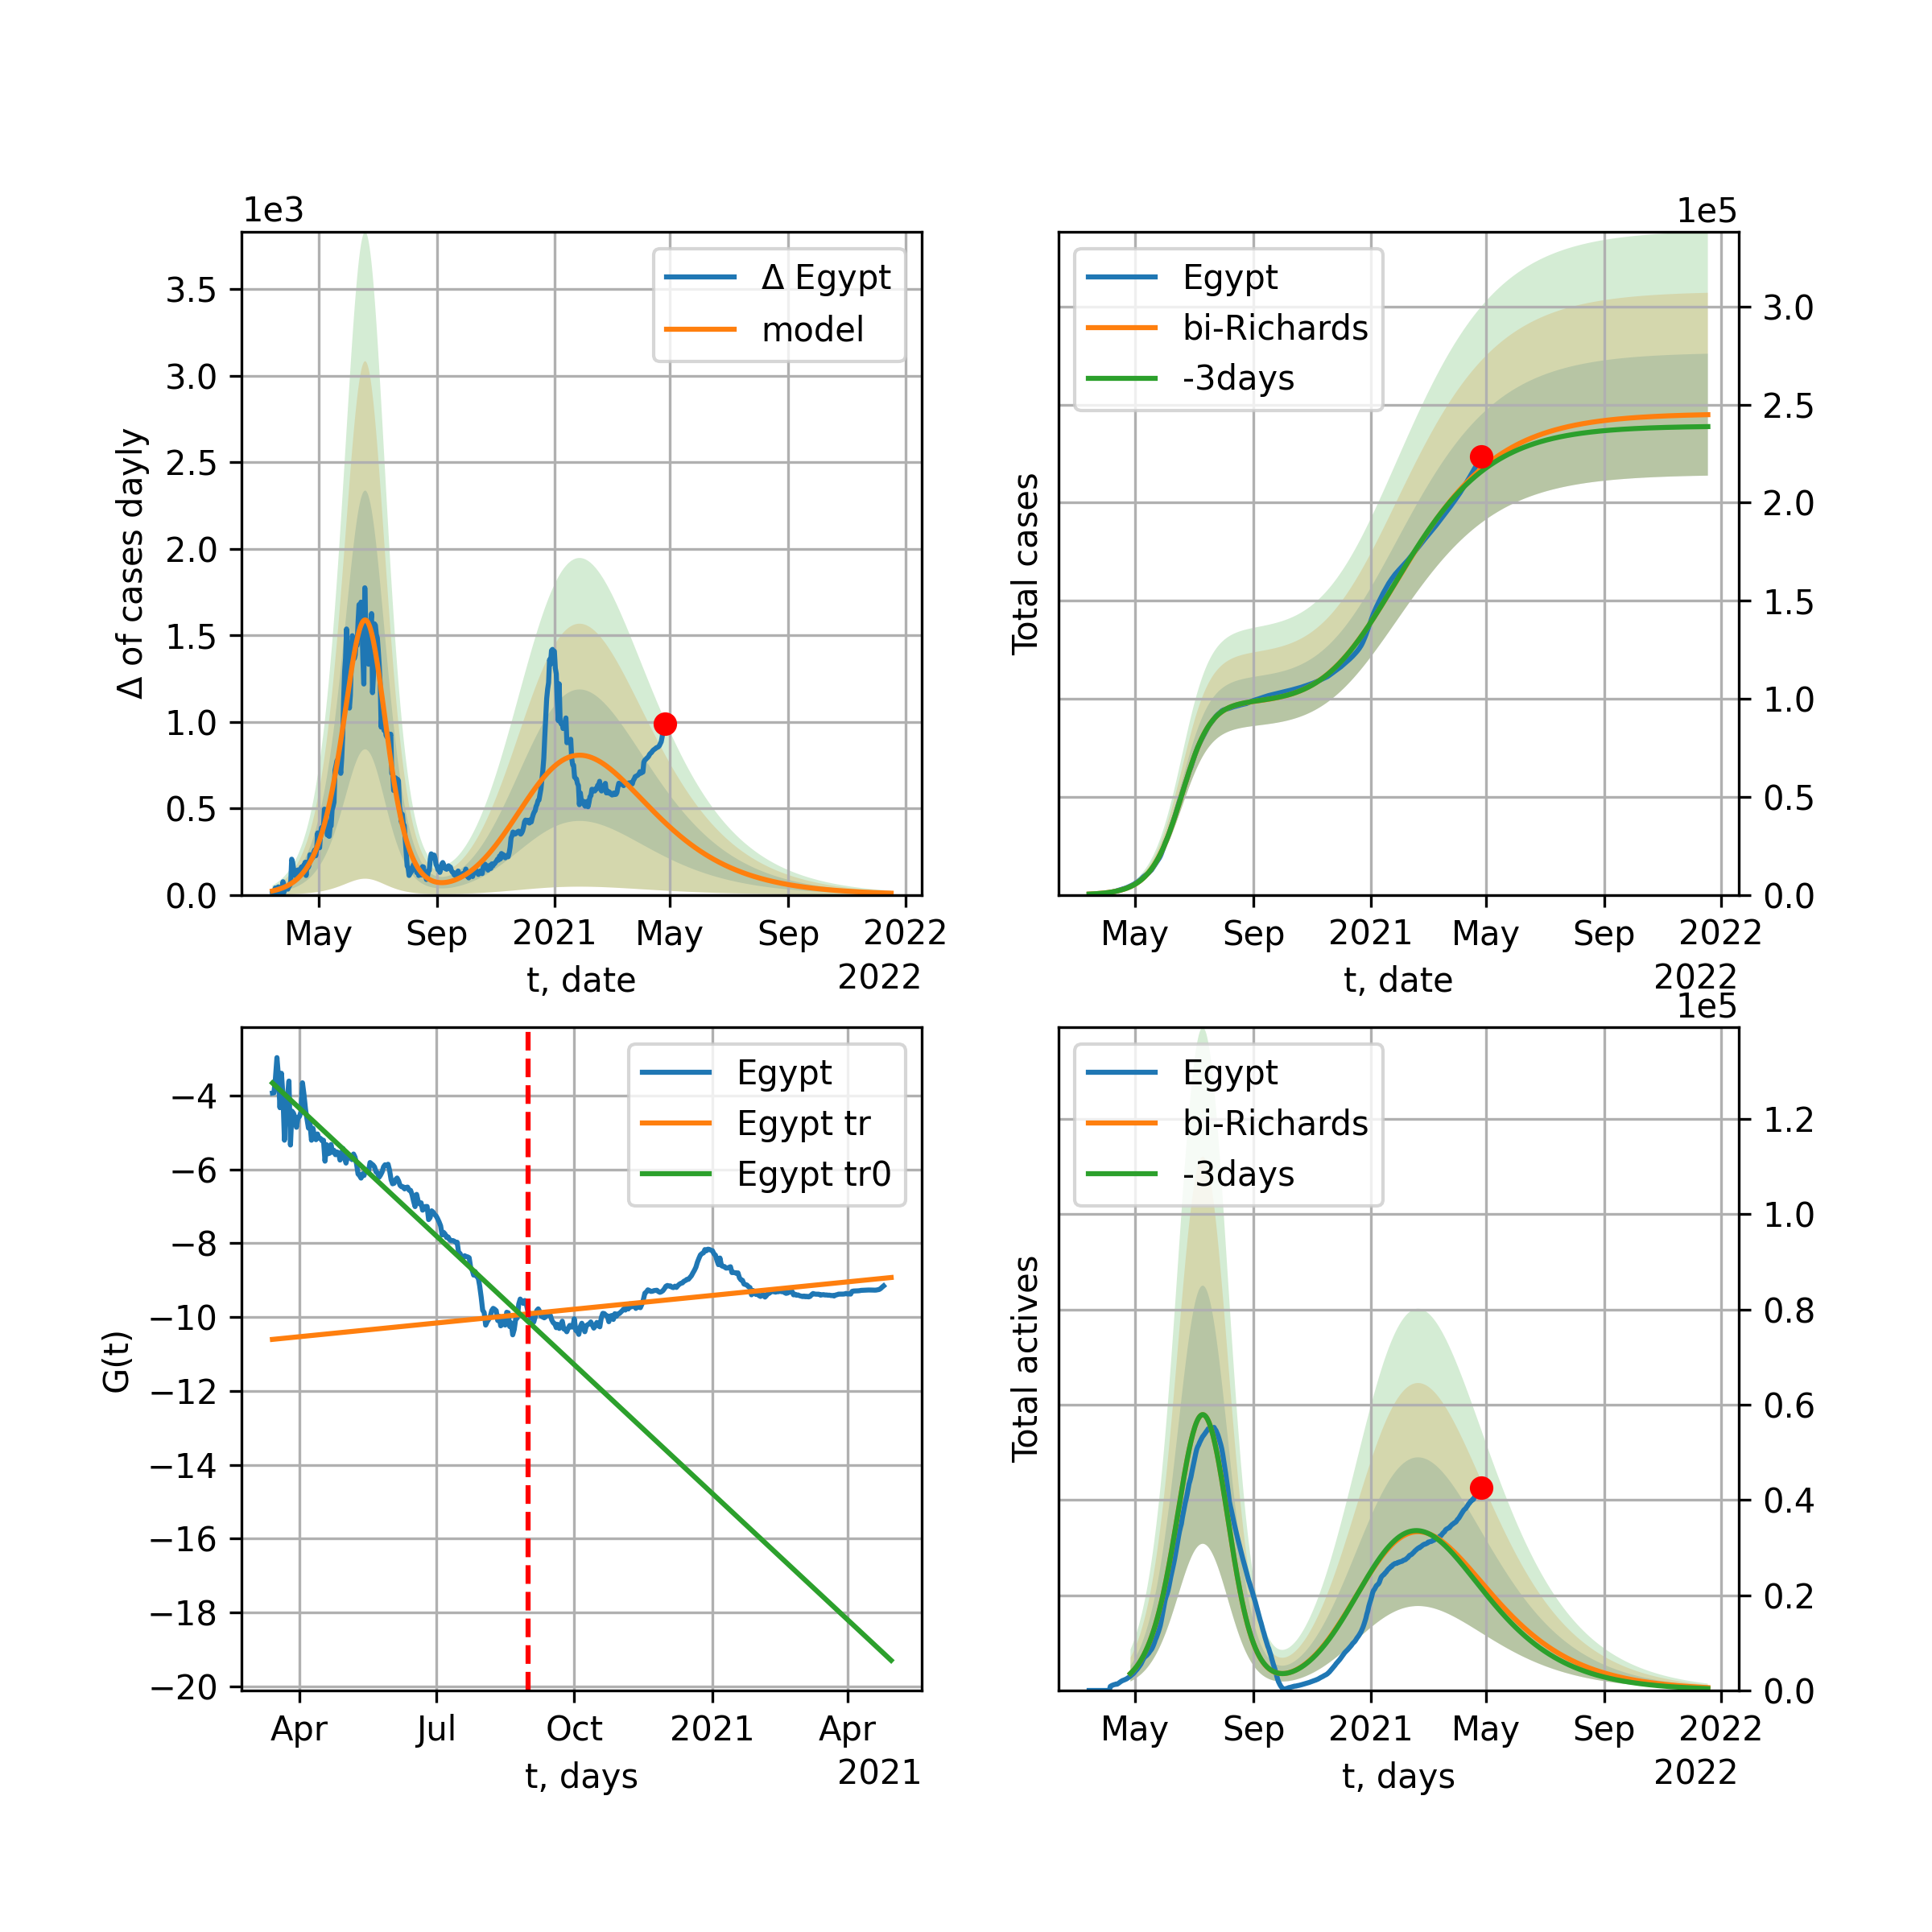 1e3
3.5
3.0
2.5
2.0
1.5
1.0
0.5
0.0
Δ of cases dayly
Δ Egypt
model
May Sep 2021 May Sep 2022
t, date
2022
1e5
Total cases
Egypt
bi-Richards
-3days
3.0
2.5
2.0
1.5
1.0
0.5
0.0
May Sep 2021 May Sep 2022
t, date
2022
G(t)
−4
−6
−8
−10
−12
−14
−16
−18
−20
Egypt
Egypt tr
Egypt tr0
Apr Jul Oct 2021 Apr
t, days
2021
1e5
Total actives
Egypt
bi-Richards
-3days
1.2
1.0
0.8
0.6
0.4
0.2
0.0
May Sep 2021 May Sep 2022
t, days
2022